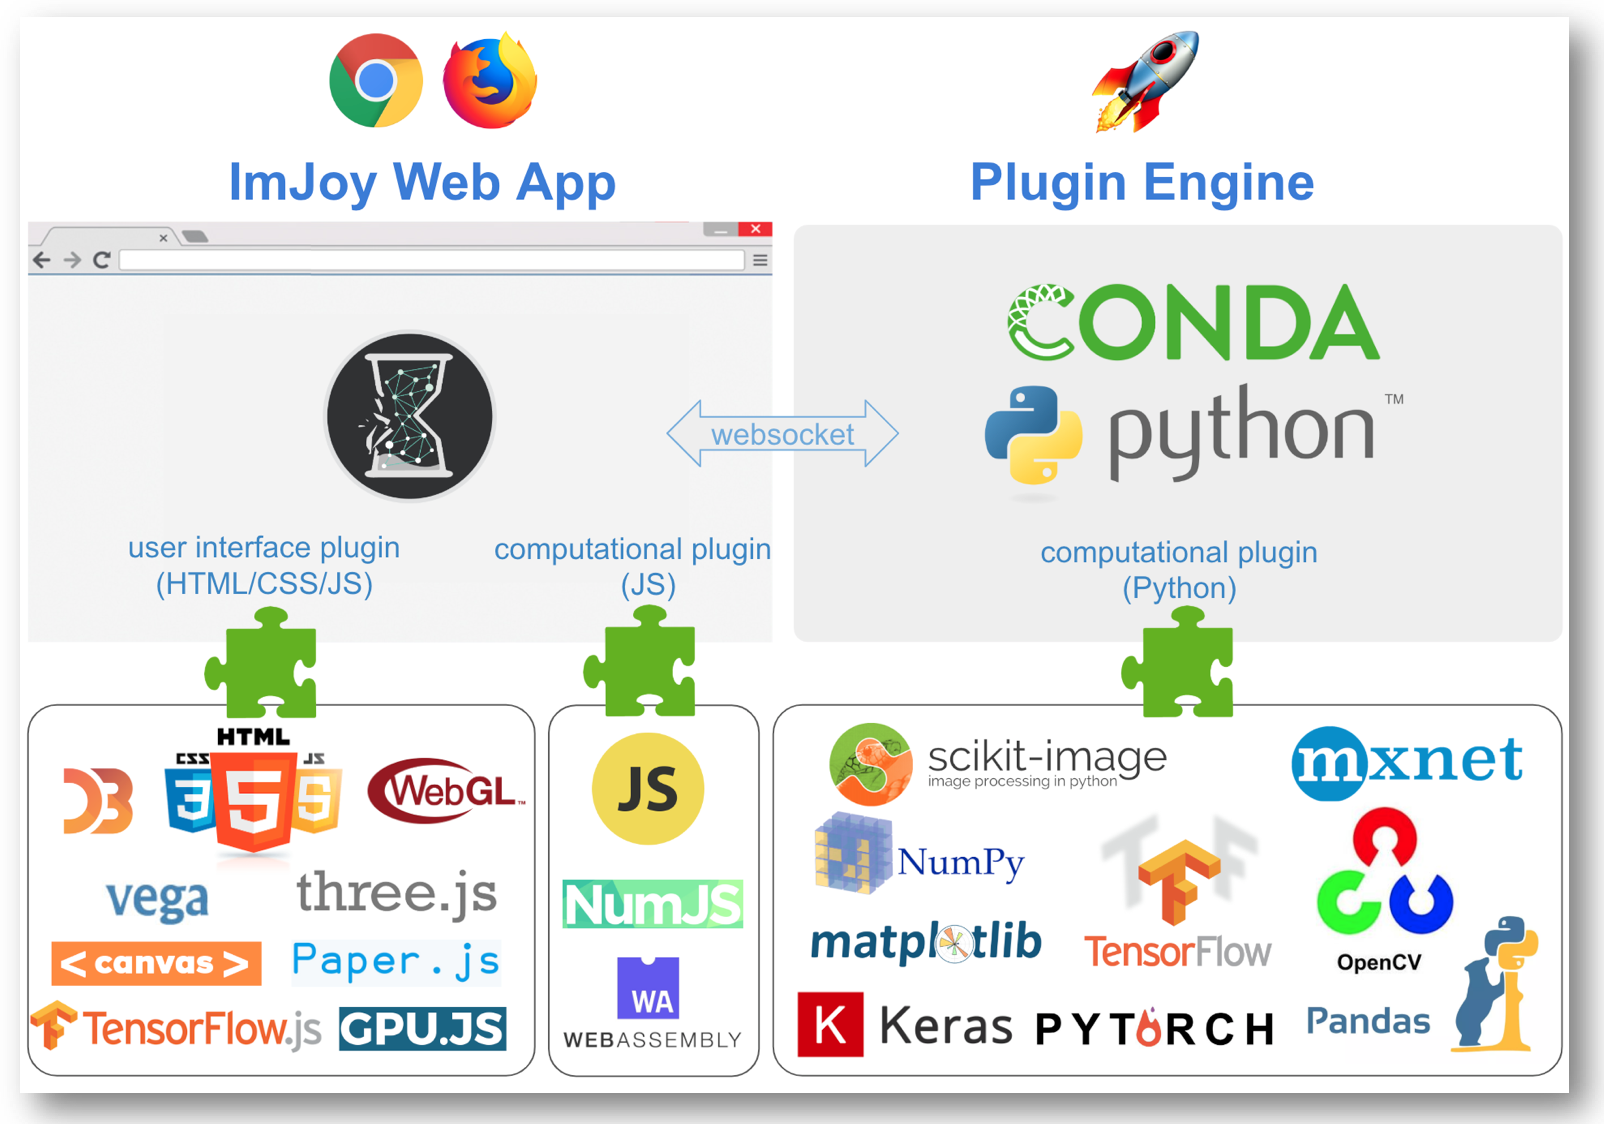 ImJoy Web App
Plugin Engine
CONDA
python™
websocket
user interface plugin
(HTML/CSS/JS)
computational plugin
(JS)
computational plugin
(Python)
HTML
CSS
JS
3
5
5
D3
WebGL™
vega
three.js
< canvas >
Paper.js
TensorFlow.js
GPU.JS
JS
NumJS
WA
WEBASSEMBLY
scikit-image
image processing in python
mxnet
NumPy
matplotlib
TensorFlow
OpenCV
K Keras
PYTORCH
Pandas